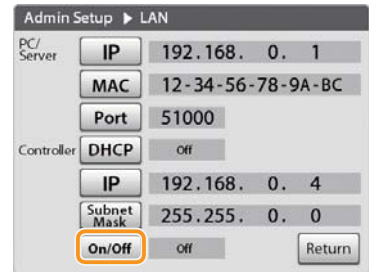 Admin Setup ▶ LAN
PC/
Server
IP 192.168. 0. 1
MAC 12-34-56-78-9A-BC
Port 51000
Controller DHCP Off
IP 192.168. 0. 4
Subnet
Mask 255.255. 0. 0
On/Off Off Return